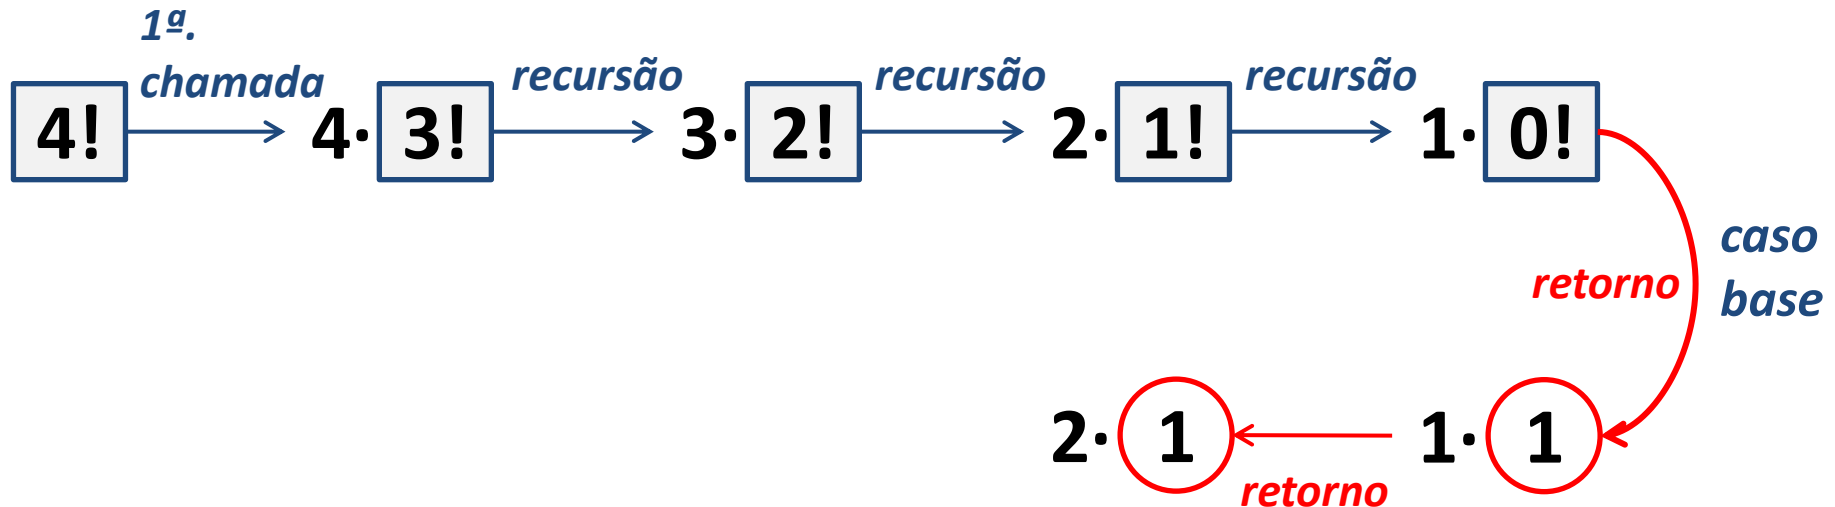 1ª.
chamada
recursão recursão recursão
4! 4· 3! 3· 2! 2· 1! 1· 0!
caso
retorno
base
2· 1 1· 1
retorno